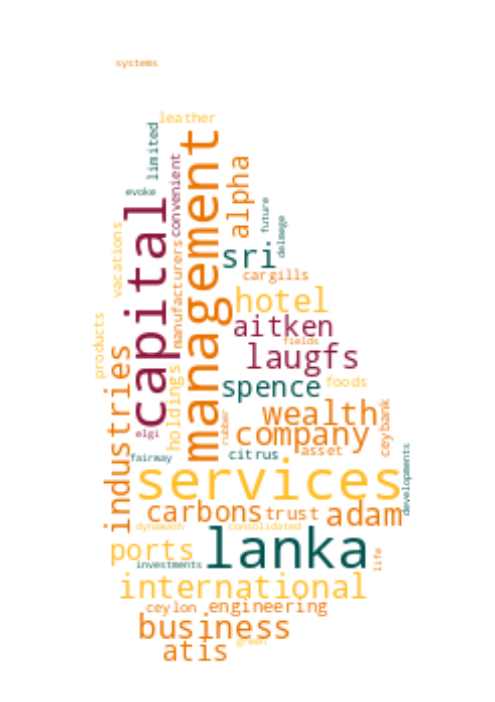 systems
leather
limited
management
convenient
alpha
evoke
capital
future
delmege
vacations
sri
manufacturers
cargills
hotel
products
aitken
fields
industries
laugfs
holdings
spence
foods
wealth
ceybank
rubber
company
elgi
asset
citrus
fairway
developments
services
carbons
trust
adam
dynawash
consolidated
lanka
ports
life
investments
international
ceylon
engineering
business
green
atis